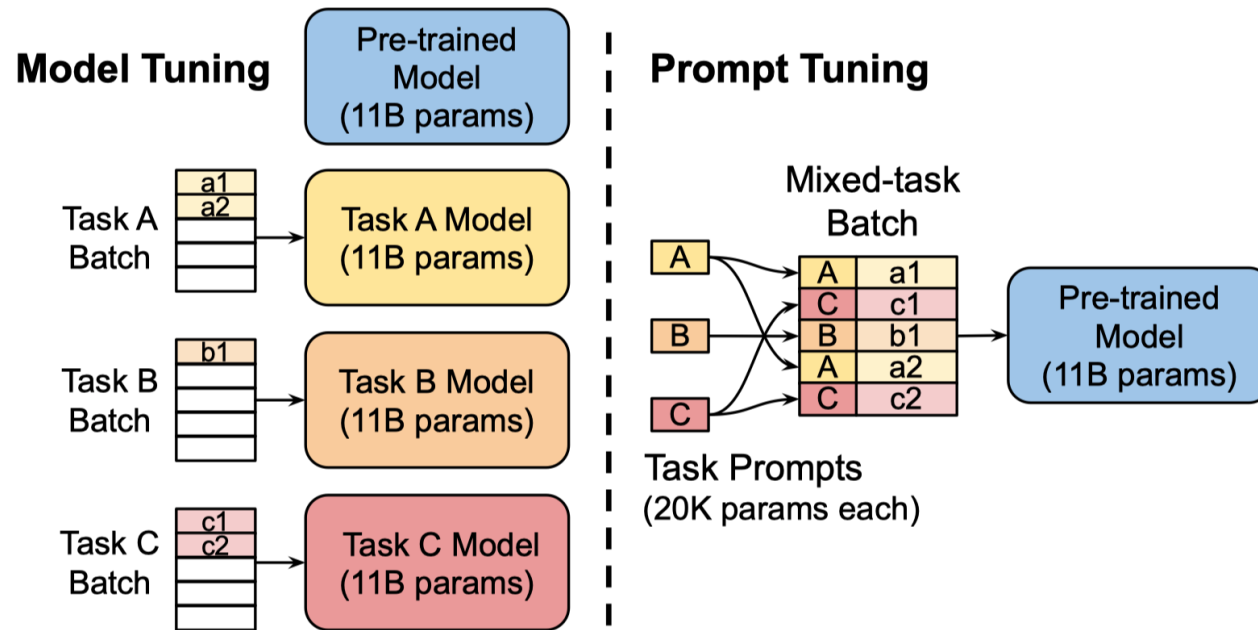 Model Tuning
Pre-trained
Model
(11B params)
Task A
Batch
a1
a2
Task A Model
(11B params)
Task B
Batch
b1
Task B Model
(11B params)
Task C
Batch
c1
c2
Task C Model
(11B params)
Prompt Tuning
Mixed-task
Batch
A
B
C
A a1
C c1
B b1
A a2
C c2
Task Prompts
(20K params each)
Pre-trained
Model
(11B params)